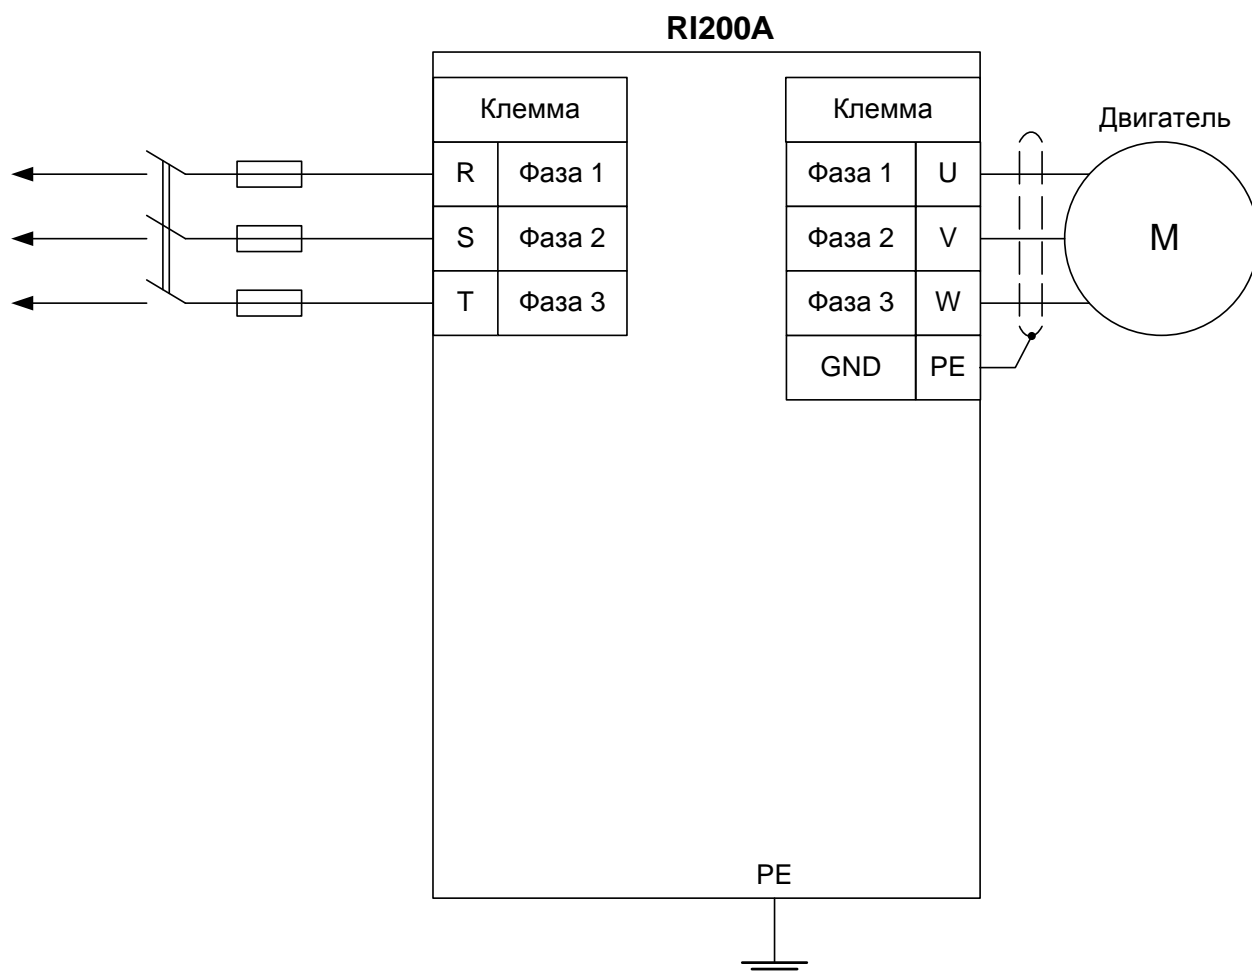 RI200A
Клемма
R Фаза 1
S Фаза 2
T Фаза 3
Клемма
Фаза 1 U
Фаза 2 V
Фаза 3 W
GND PE
Двигатель
M
PE